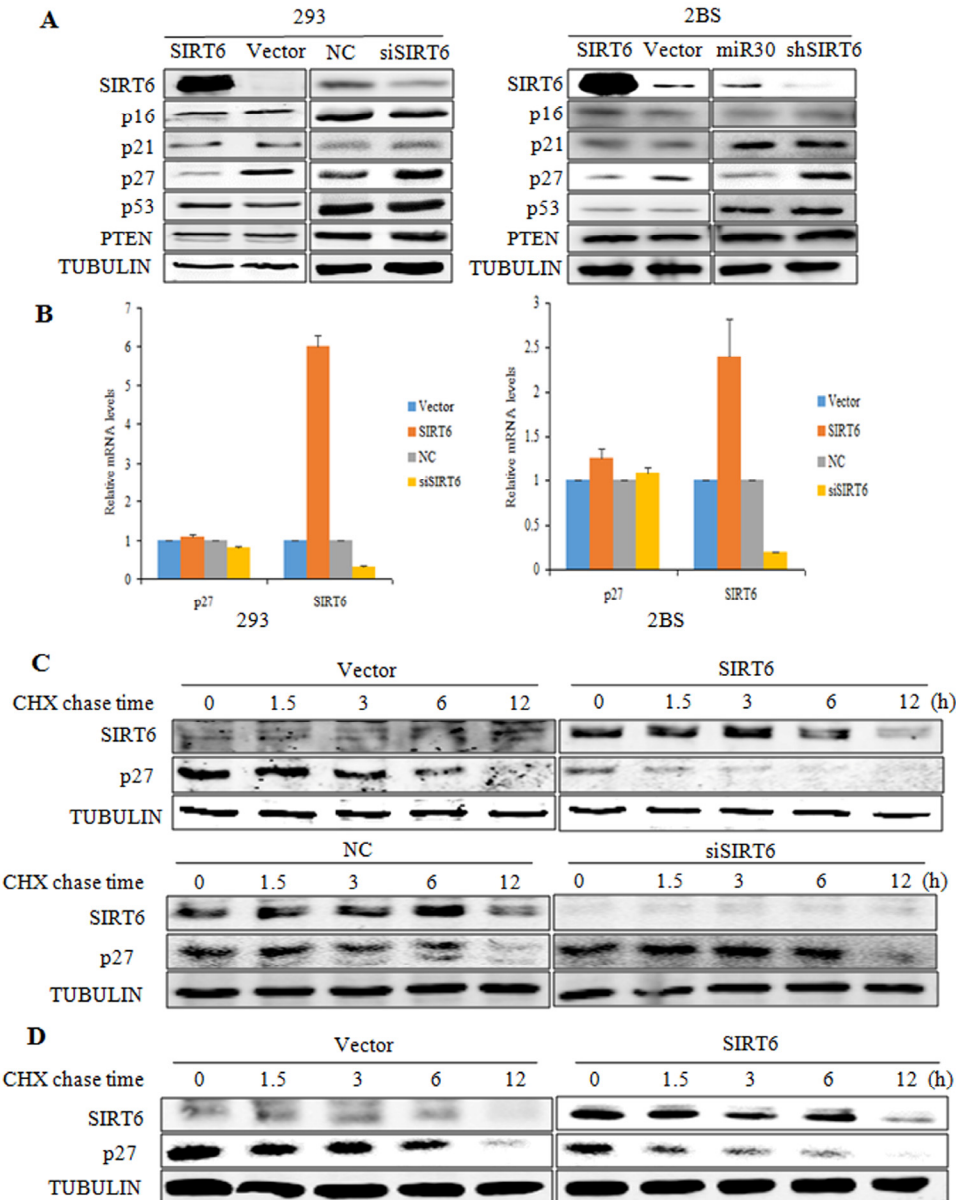 A
293
2BS
SIRT6 Vector NC siSIRT6
SIRT6 Vector miR30 shSIRT6
SIRT6
p16
p21
p27
p53
PTEN
TUBULIN
SIRT6
p16
p21
p27
p53
PTEN
TUBULIN
B
Relative mRNA levels
7
6
5
4
3
2
1
0
p27 SIRT6
293
Vector
SIRT6
NC
siSIRT6
Relative mRNA levels
3
2.5
2
1.5
1
0.5
0
p27 SIRT6
2BS
Vector
SIRT6
NC
siSIRT6
C
Vector SIRT6
CHX chase time 0 1.5 3 6 12 0 1.5 3 6 12 (h)
SIRT6
p27
TUBULIN
NC siSIRT6
CHX chase time 0 1.5 3 6 12 0 1.5 3 6 12 (h)
SIRT6
p27
TUBULIN
D
Vector SIRT6
CHX chase time 0 1.5 3 6 12 0 1.5 3 6 12 (h)
SIRT6
p27
TUBULIN